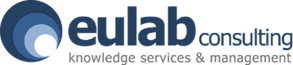 eulab consulting
knowledge services & management